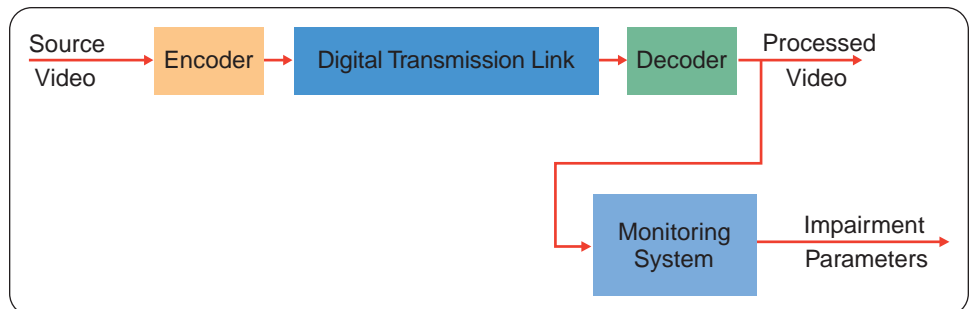 Source
Video
Encoder
Digital Transmission Link
Decoder
Processed
Video
Monitoring
System
Impairment
Parameters